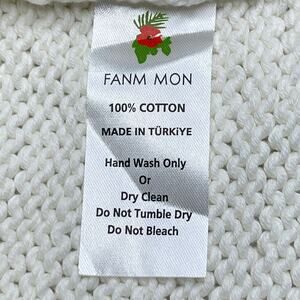 FANM MON
100% COTTON
MADE IN TÜRKiYE
Hand Wash Only
Or
Dry Clean
Do Not Tumble Dry
Do Not Bleach